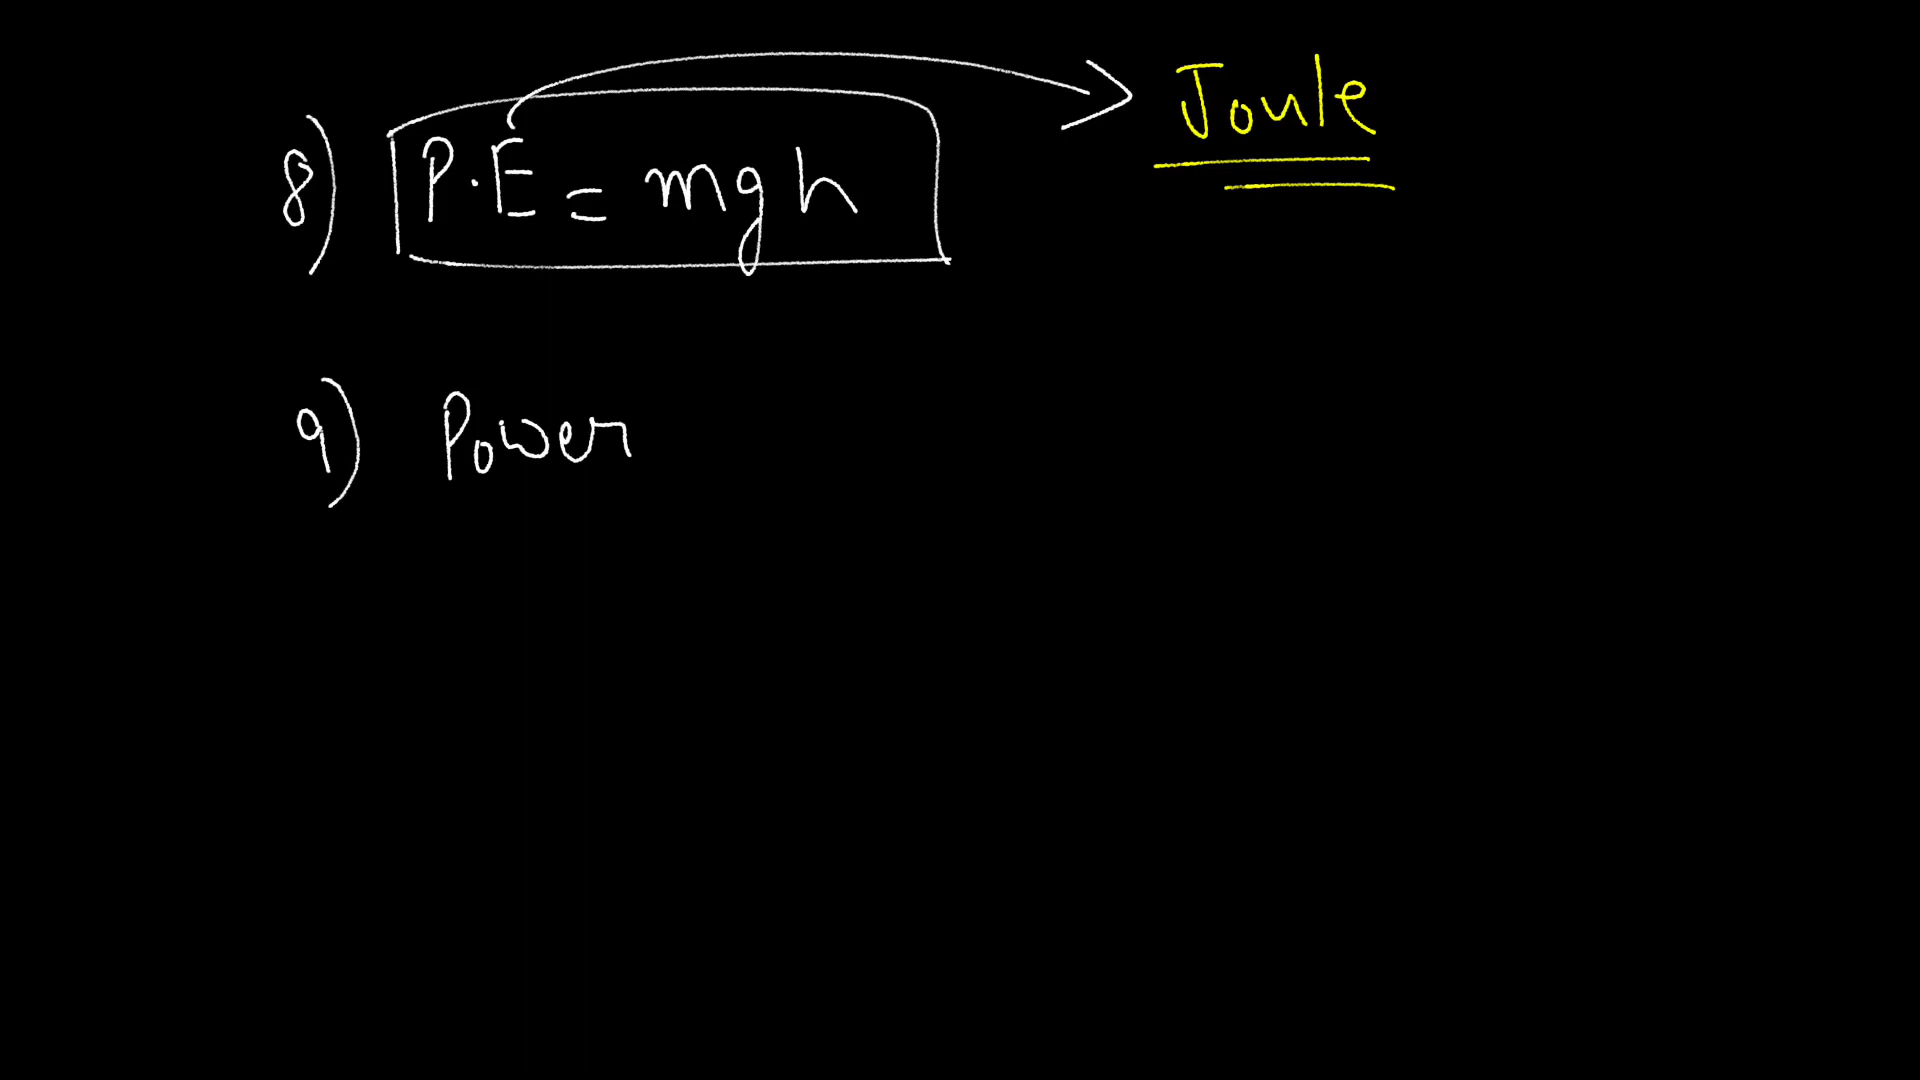 8) P.E = mgh → Joule
9) Power